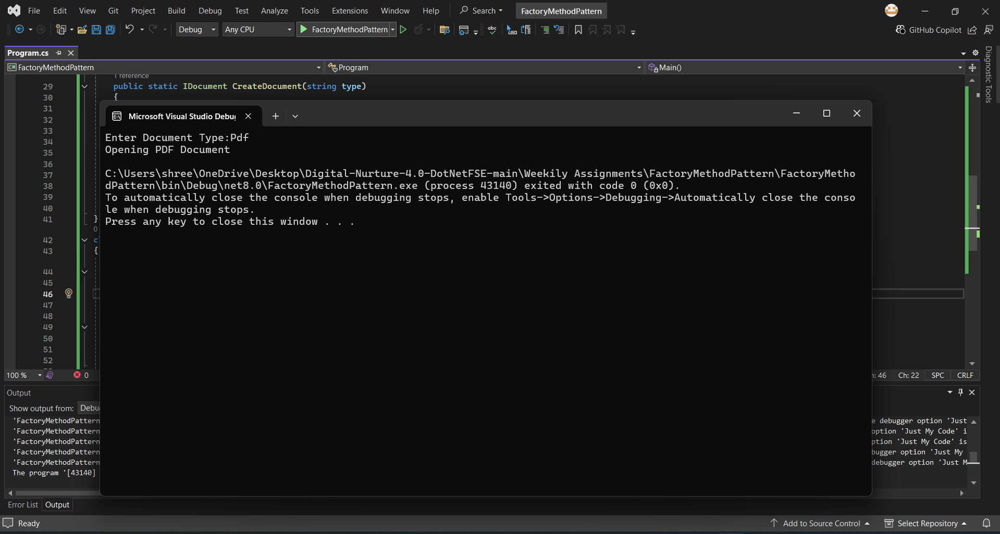 File Edit View Git Project Build Debug Test Analyze Tools Extensions Window Help Search FactoryMethodPattern
Debug Any CPU FactoryMethodPattern GitHub Copilot
Program.cs
Diagnostic Tools
C# FactoryMethodPattern Program Main()
1 reference
29 public static IDocument CreateDocument(string type)
30 {
31
32
33
34
35
36
37
38
39
40
41 }
0
42
43 {
44
45
46
47
48
49
50
51
52
Microsoft Visual Studio Debug
Enter Document Type:Pdf
Opening PDF Document
C:\Users\shree\OneDrive\Desktop\Digital-Nurture-4.0-DotNetFSE-main\Weekily Assignments\FactoryMethodPattern\FactoryMetho
dPattern\bin\Debug\net8.0\FactoryMethodPattern.exe (process 43140) exited with code 0 (0x0).
To automatically close the console when debugging stops, enable Tools->Options->Debugging->Automatically close the conso
le when debugging stops.
Press any key to close this window . . .
100 % 0 : 46 Ch: 22 SPC CRLF
Output
Show output from: Debu
'FactoryMethodPattern e debugger option 'Just
'FactoryMethodPattern option 'Just My Code' i
'FactoryMethodPattern ption 'Just My Code' is
'FactoryMethodPattern bugger option 'Just My
'FactoryMethodPattern debugger option 'Just M
The program '[43140]
Error List Output
Ready Add to Source Control Select Repository